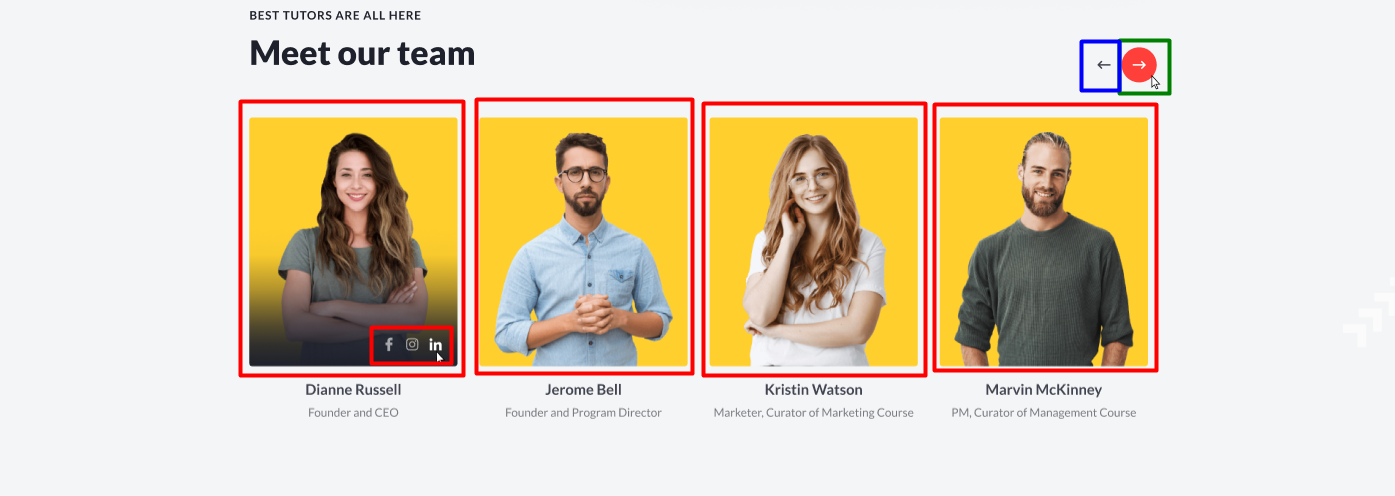 BEST TUTORS ARE ALL HERE
Meet our team
in
Dianne Russell
Jerome Bell
Kristin Watson
Marvin McKinney
Founder and CEO
Founder and Program Director
Marketer, Curator of Marketing Course
PM, Curator of Management Course